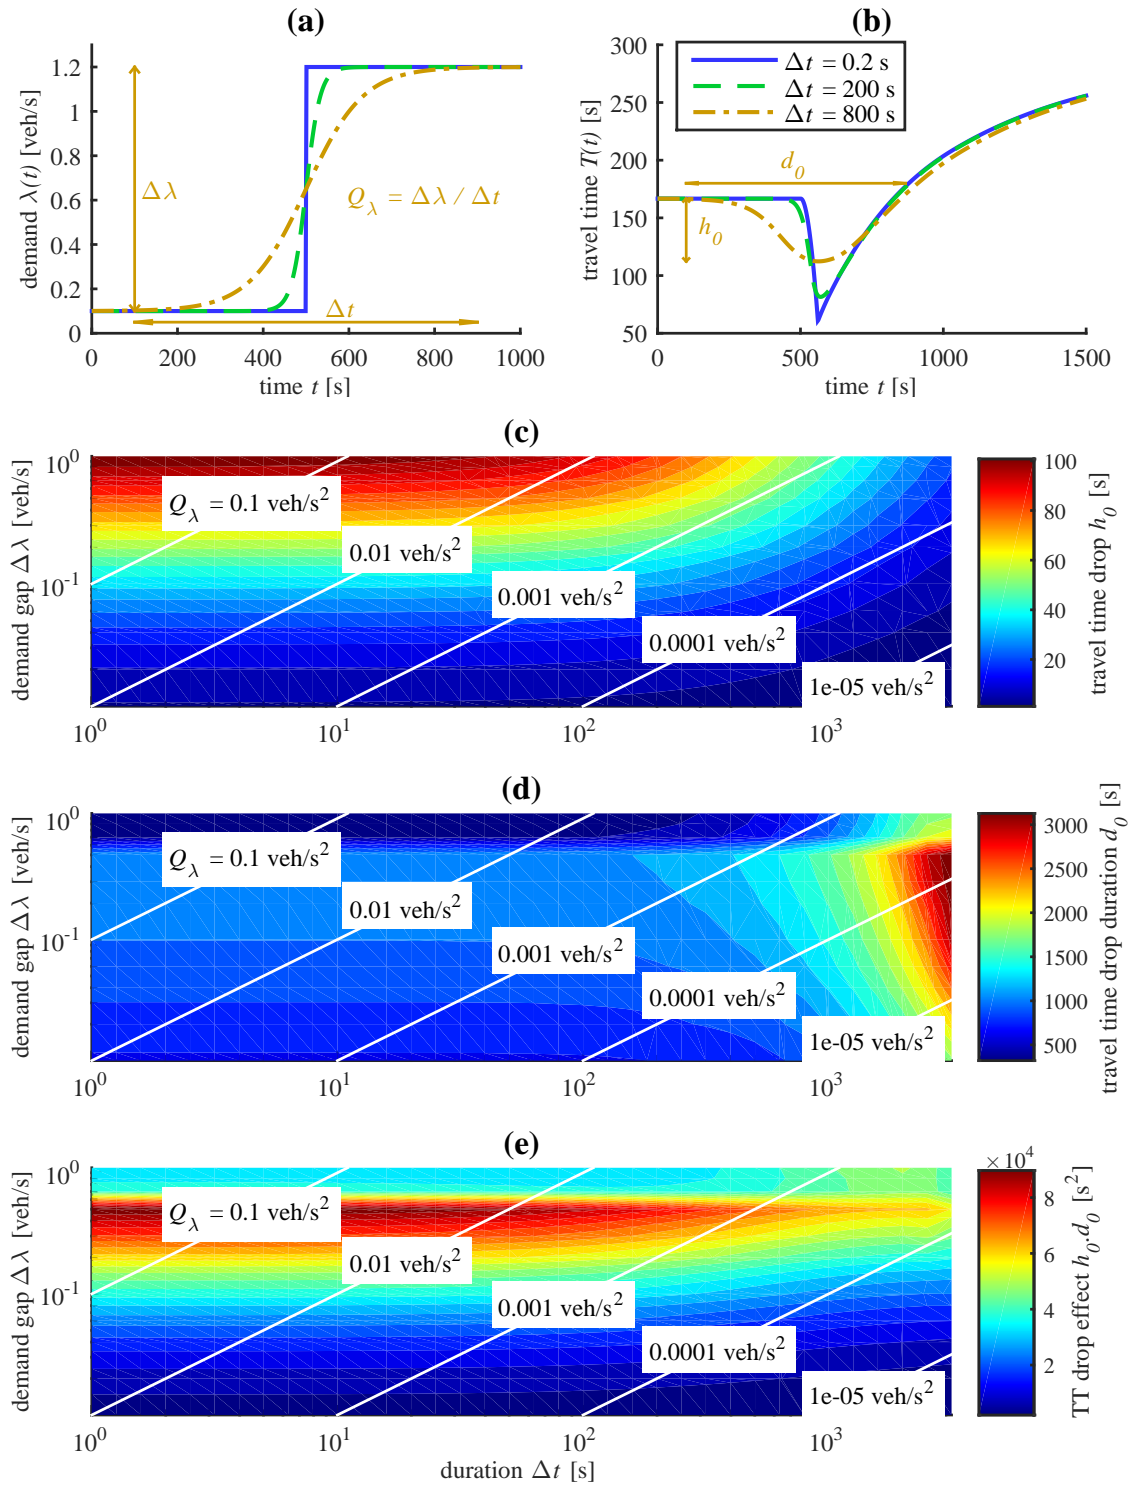 (a)
demand λ(t) [veh/s]
1.2
1
0.8
0.6
0.4
0.2
0
Δλ
Q_λ = Δλ / Δt
Δt
0 200 400 600 800 1000
time t [s]
(b)
travel time T(t) [s]
300
250
200
150
100
50
Δt = 0.2 s
Δt = 200 s
Δt = 800 s
d_0
h_0
0 500 1000 1500
time t [s]
(c)
demand gap Δλ [veh/s]
10^0
10^-1
Q_λ = 0.1 veh/s^2
0.01 veh/s^2
0.001 veh/s^2
0.0001 veh/s^2
1e-05 veh/s^2
10^0 10^1 10^2 10^3
100
80
60
40
20
travel time drop h_0 [s]
(d)
demand gap Δλ [veh/s]
10^0
10^-1
Q_λ = 0.1 veh/s^2
0.01 veh/s^2
0.001 veh/s^2
0.0001 veh/s^2
1e-05 veh/s^2
10^0 10^1 10^2 10^3
3000
2500
2000
1500
1000
500
travel time drop duration d_0 [s]
(e)
demand gap Δλ [veh/s]
10^0
10^-1
Q_λ = 0.1 veh/s^2
0.01 veh/s^2
0.001 veh/s^2
0.0001 veh/s^2
1e-05 veh/s^2
10^0 10^1 10^2 10^3
duration Δt [s]
×10^4
8
6
4
2
TT drop effect h_0.d_0 [s^2]